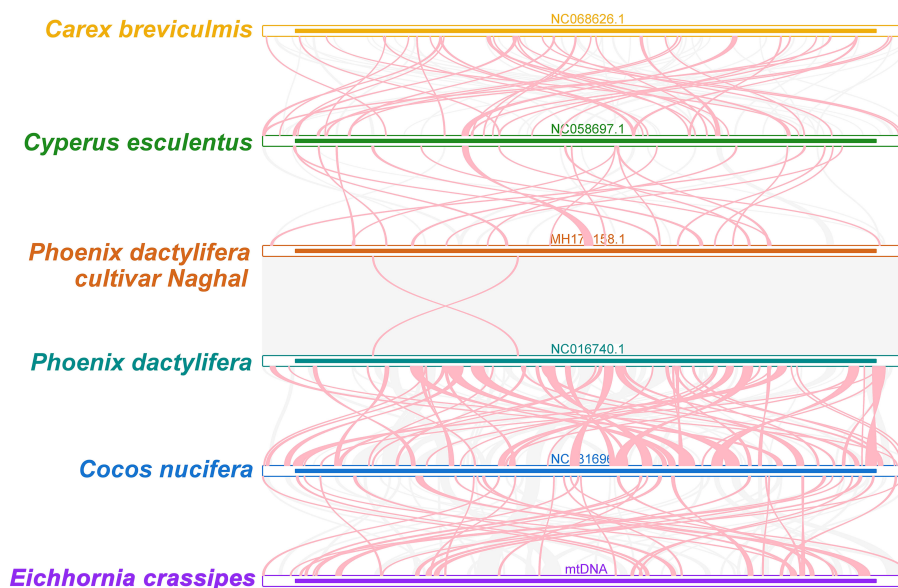 NC068626.1
Carex breviculmis
NC058697.1
Cyperus esculentus
Phoenix dactylifera
cultivar Naghal
NC016740.1
Phoenix dactylifera
Cocos nucifera
mtDNA
Eichhornia crassipes